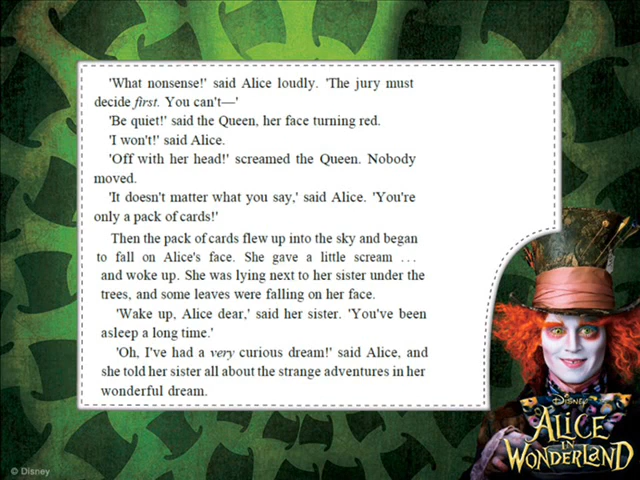 'What nonsense!' said Alice loudly. 'The jury must
decide first. You can't—'
'Be quiet!' said the Queen, her face turning red.
'I won't!' said Alice.
'Off with her head!' screamed the Queen. Nobody
moved.
'It doesn't matter what you say,' said Alice. 'You're
only a pack of cards!'
Then the pack of cards flew up into the sky and began
to fall on Alice's face. She gave a little scream ...
and woke up. She was lying next to her sister under the
trees, and some leaves were falling on her face.
'Wake up, Alice dear,' said her sister. 'You've been
asleep a long time.'
'Oh, I've had a very curious dream!' said Alice, and
she told her sister all about the strange adventures in her
wonderful dream.
DISNEY
ALICE
IN
WONDERLAND
© Disney